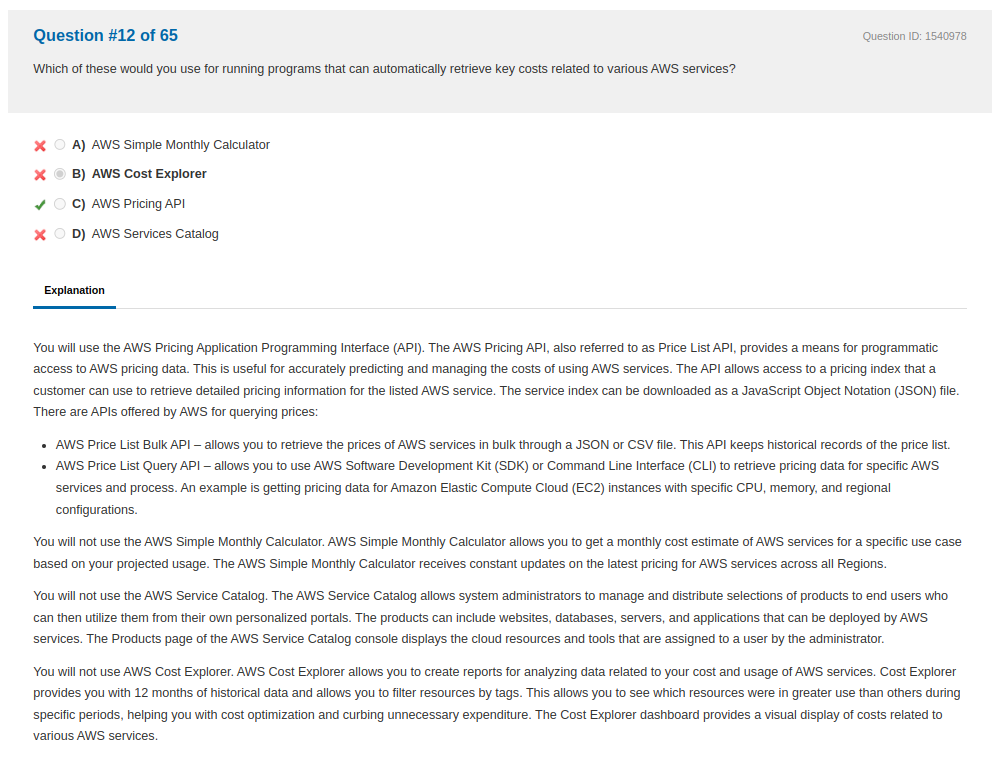 Question #12 of 65
Question ID: 1540978
Which of these would you use for running programs that can automatically retrieve key costs related to various AWS services?
A) AWS Simple Monthly Calculator
B) AWS Cost Explorer
C) AWS Pricing API
D) AWS Services Catalog
Explanation
You will use the AWS Pricing Application Programming Interface (API). The AWS Pricing API, also referred to as Price List API, provides a means for programmatic
access to AWS pricing data. This is useful for accurately predicting and managing the costs of using AWS services. The API allows access to a pricing index that a
customer can use to retrieve detailed pricing information for the listed AWS service. The service index can be downloaded as a JavaScript Object Notation (JSON) file.
There are APIs offered by AWS for querying prices:
• AWS Price List Bulk API – allows you to retrieve the prices of AWS services in bulk through a JSON or CSV file. This API keeps historical records of the price list.
• AWS Price List Query API – allows you to use AWS Software Development Kit (SDK) or Command Line Interface (CLI) to retrieve pricing data for specific AWS
services and process. An example is getting pricing data for Amazon Elastic Compute Cloud (EC2) instances with specific CPU, memory, and regional
configurations.
You will not use the AWS Simple Monthly Calculator. AWS Simple Monthly Calculator allows you to get a monthly cost estimate of AWS services for a specific use case
based on your projected usage. The AWS Simple Monthly Calculator receives constant updates on the latest pricing for AWS services across all Regions.
You will not use the AWS Service Catalog. The AWS Service Catalog allows system administrators to manage and distribute selections of products to end users who
can then utilize them from their own personalized portals. The products can include websites, databases, servers, and applications that can be deployed by AWS
services. The Products page of the AWS Service Catalog console displays the cloud resources and tools that are assigned to a user by the administrator.
You will not use AWS Cost Explorer. AWS Cost Explorer allows you to create reports for analyzing data related to your cost and usage of AWS services. Cost Explorer
provides you with 12 months of historical data and allows you to filter resources by tags. This allows you to see which resources were in greater use than others during
specific periods, helping you with cost optimization and curbing unnecessary expenditure. The Cost Explorer dashboard provides a visual display of costs related to
various AWS services.